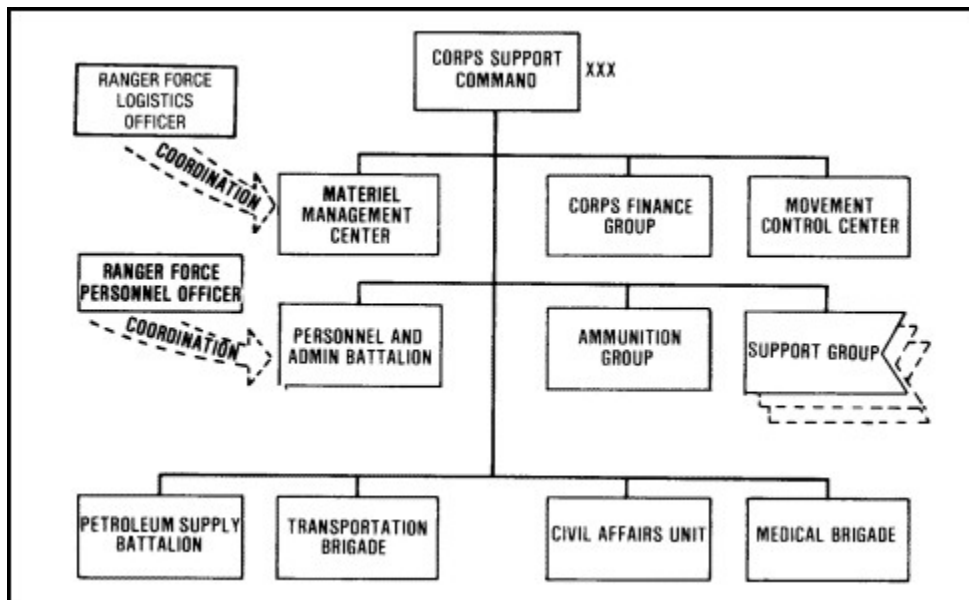 CORPS SUPPORT
COMMAND
XXX
RANGER FORCE
LOGISTICS
OFFICER
COORDINATION
MATERIEL
MANAGEMENT
CENTER
CORPS FINANCE
GROUP
MOVEMENT
CONTROL CENTER
RANGER FORCE
PERSONNEL OFFICER
COORDINATION
PERSONNEL AND
ADMIN BATTALION
AMMUNITION
GROUP
SUPPORT GROUP
PETROLEUM SUPPLY
BATTALION
TRANSPORTATION
BRIGADE
CIVIL AFFAIRS UNIT
MEDICAL BRIGADE